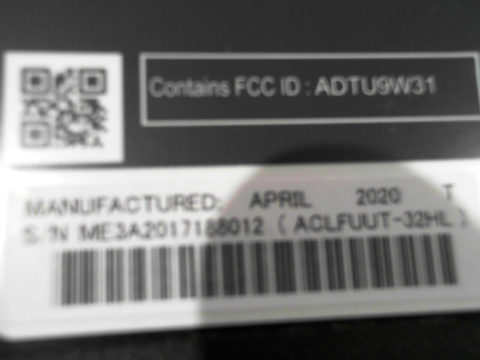 Contains FCC ID : ADTU9W31
MANUFACTURED: APRIL 2020 T
S/N ME3A2017188012 ( ACLFUUT-32HL )